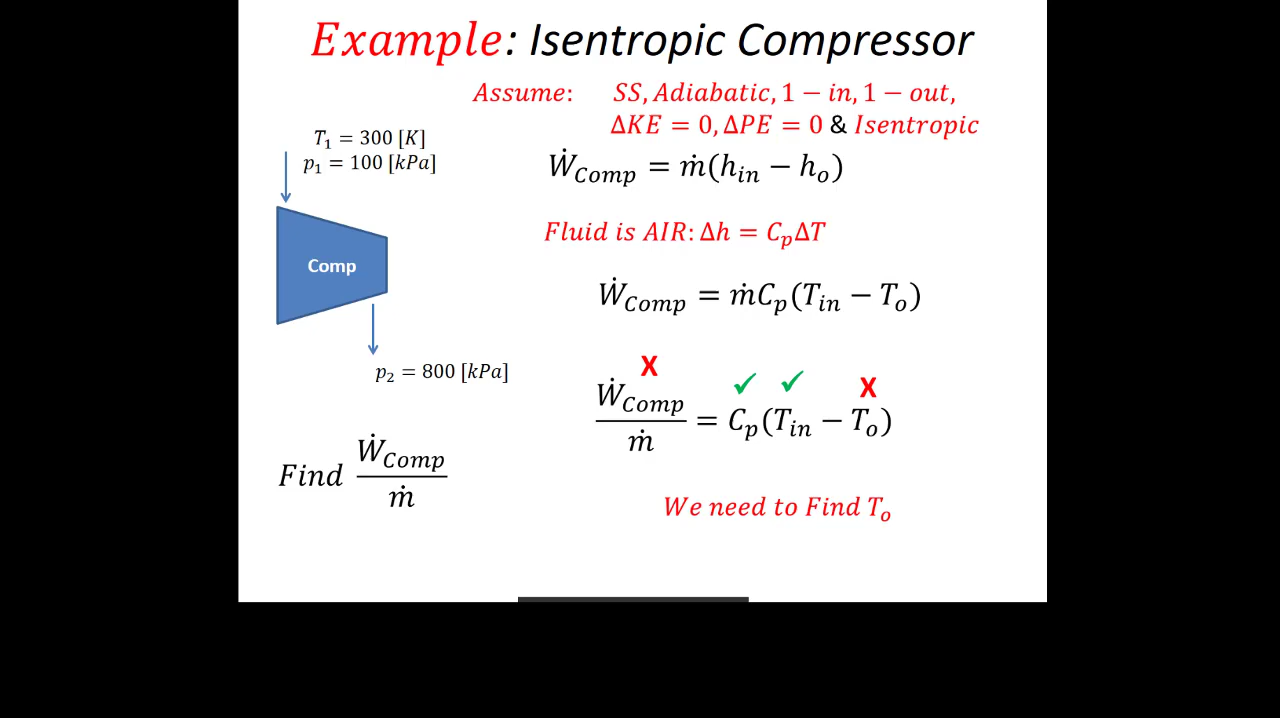 Example: Isentropic Compressor
Assume: SS, Adiabatic, 1 − in, 1 − out,
ΔKE = 0, ΔPE = 0 & Isentropic
T₁ = 300 [K]
p₁ = 100 [kPa]
Ẇ_Comp = ṁ(h_in − h_o)
Fluid is AIR: Δh = C_pΔT
Comp
Ẇ_Comp = ṁC_p(T_in − T_o)
p₂ = 800 [kPa]
X ✓ ✓ X
Ẇ_Comp / ṁ = C_p(T_in − T_o)
Find Ẇ_Comp / ṁ
We need to Find T_o